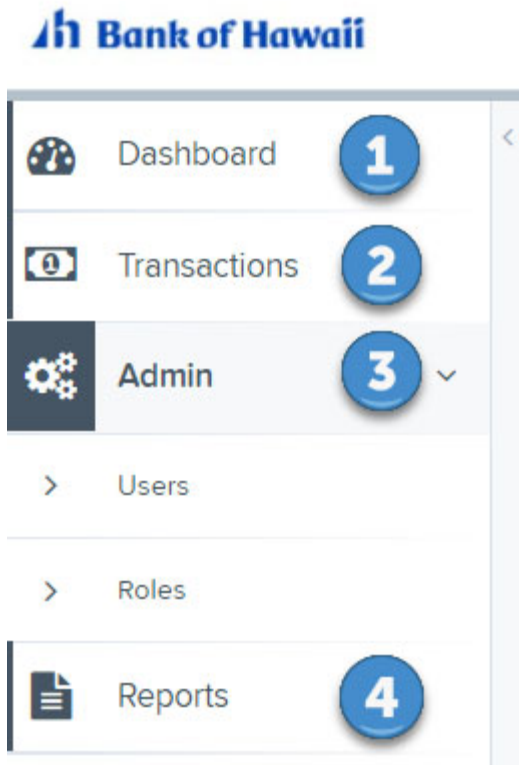 Bank of Hawaii
Dashboard 1
Transactions 2
Admin 3
Users
Roles
Reports 4